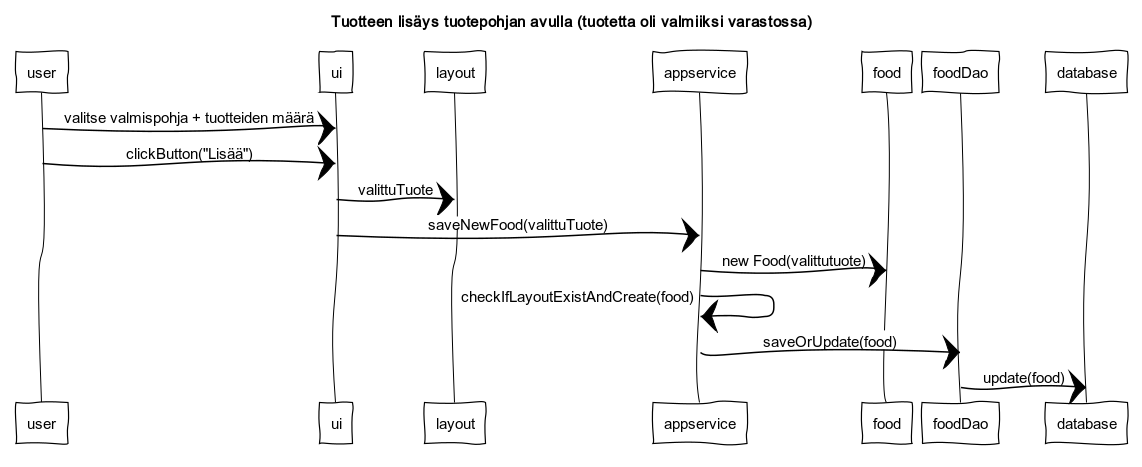 Tuotteen lisäys tuotepohjan avulla (tuotetta oli valmiiksi varastossa)
user ui layout appservice food foodDao database
valitse valmispohja + tuotteiden määrä
clickButton("Lisää")
valittuTuote
saveNewFood(valittuTuote)
new Food(valittutuote)
checkIfLayoutExistAndCreate(food)
saveOrUpdate(food)
update(food)
user ui layout appservice food foodDao database